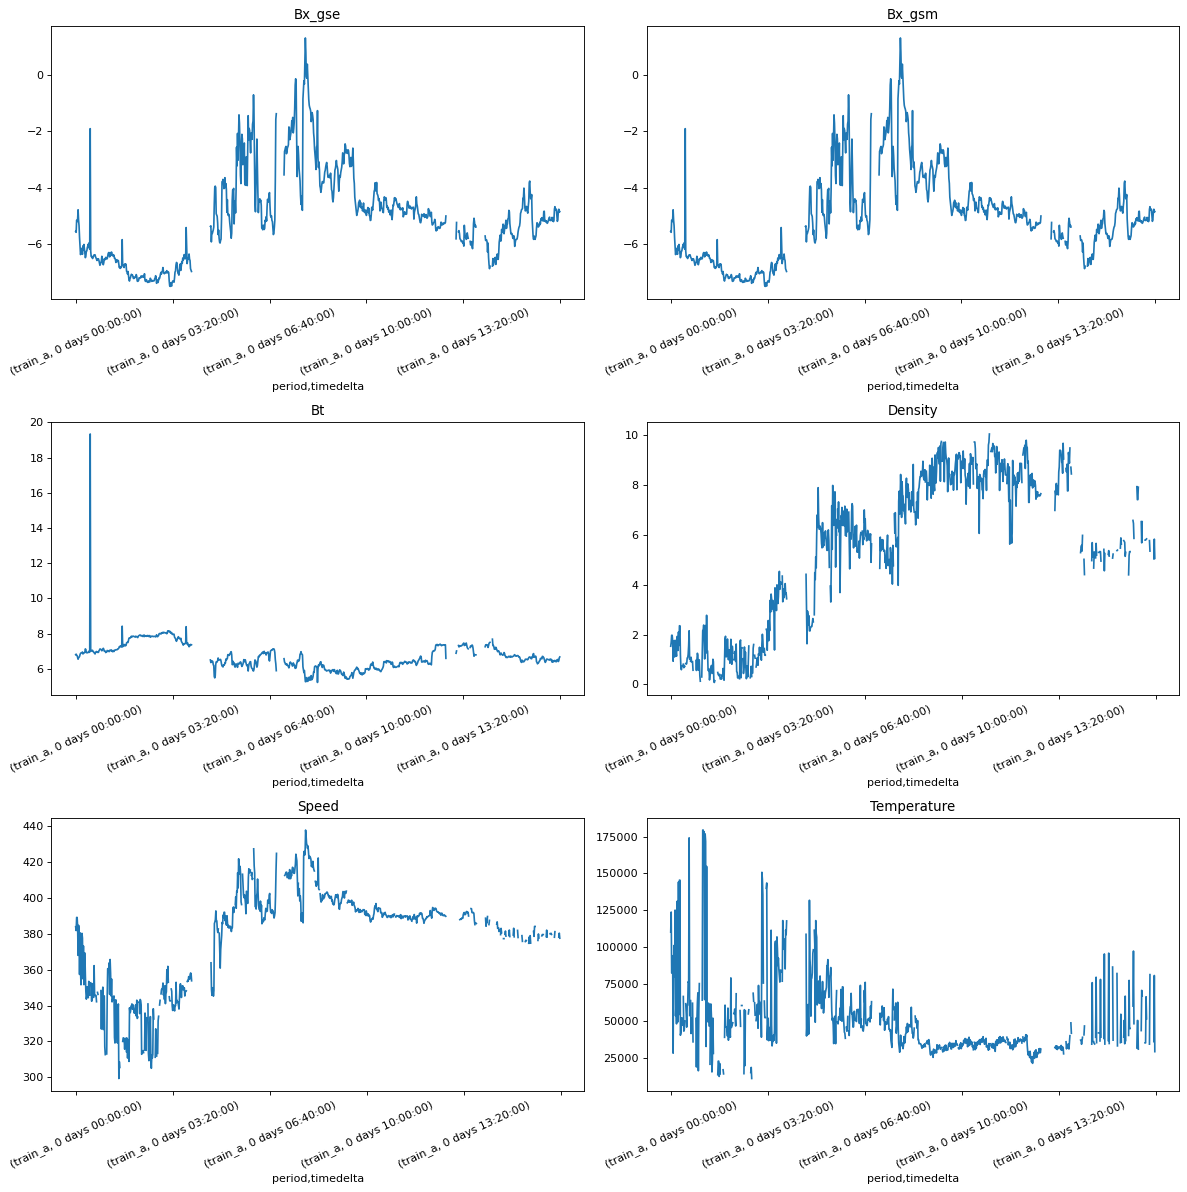 Bx_gse
0
−2
−4
−6
(train_a, 0 days 00:00:00)
(train_a, 0 days 03:20:00)
(train_a, 0 days 06:40:00)
(train_a, 0 days 10:00:00)
(train_a, 0 days 13:20:00)
period,timedelta
Bx_gsm
0
−2
−4
−6
(train_a, 0 days 00:00:00)
(train_a, 0 days 03:20:00)
(train_a, 0 days 06:40:00)
(train_a, 0 days 10:00:00)
(train_a, 0 days 13:20:00)
period,timedelta
Bt
20
18
16
14
12
10
8
6
(train_a, 0 days 00:00:00)
(train_a, 0 days 03:20:00)
(train_a, 0 days 06:40:00)
(train_a, 0 days 10:00:00)
(train_a, 0 days 13:20:00)
period,timedelta
Density
10
8
6
4
2
0
(train_a, 0 days 00:00:00)
(train_a, 0 days 03:20:00)
(train_a, 0 days 06:40:00)
(train_a, 0 days 10:00:00)
(train_a, 0 days 13:20:00)
period,timedelta
Speed
440
420
400
380
360
340
320
300
(train_a, 0 days 00:00:00)
(train_a, 0 days 03:20:00)
(train_a, 0 days 06:40:00)
(train_a, 0 days 10:00:00)
(train_a, 0 days 13:20:00)
period,timedelta
Temperature
175000
150000
125000
100000
75000
50000
25000
(train_a, 0 days 00:00:00)
(train_a, 0 days 03:20:00)
(train_a, 0 days 06:40:00)
(train_a, 0 days 10:00:00)
(train_a, 0 days 13:20:00)
period,timedelta